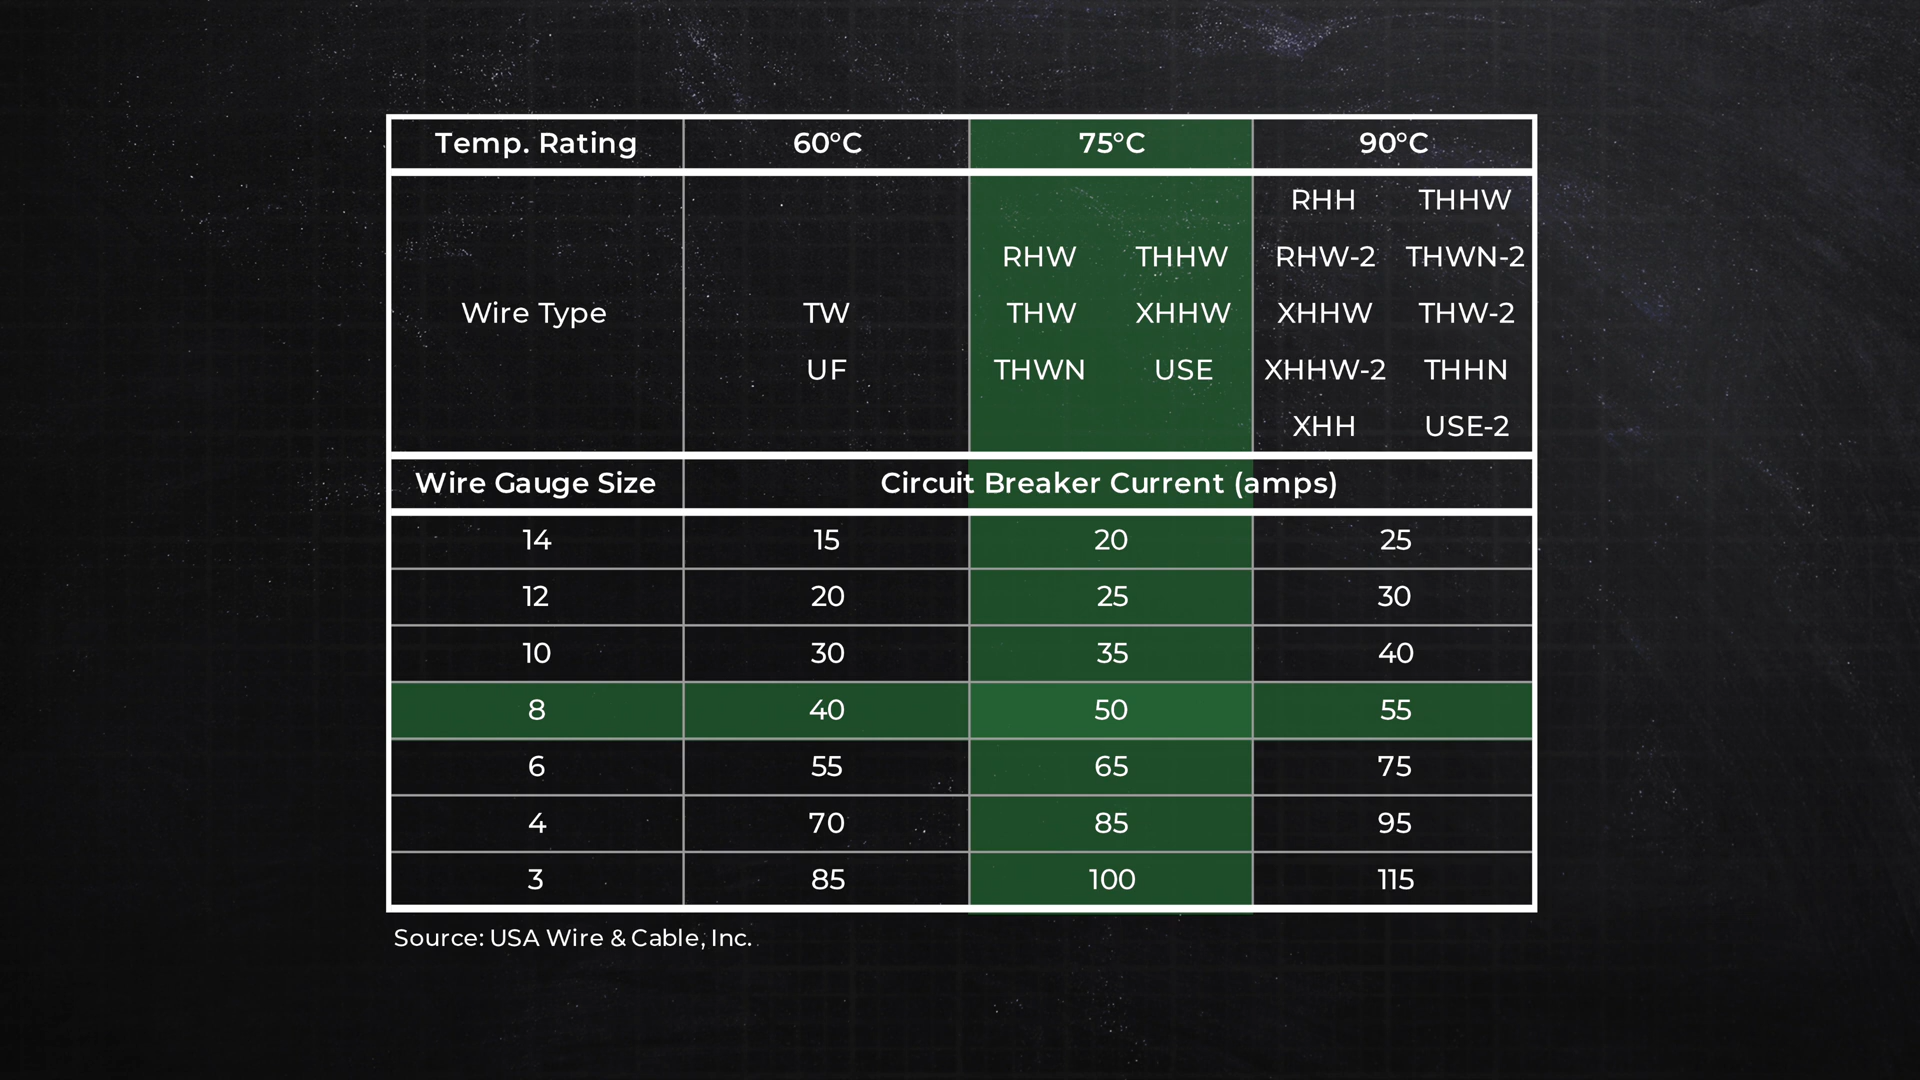 Temp. Rating 60°C 75°C 90°C
RHH THHW
RHW THHW RHW-2 THWN-2
Wire Type TW THW XHHW XHHW THW-2
UF THWN USE XHHW-2 THHN
XHH USE-2
Wire Gauge Size Circuit Breaker Current (amps)
14 15 20 25
12 20 25 30
10 30 35 40
8 40 50 55
6 55 65 75
4 70 85 95
3 85 100 115
Source: USA Wire & Cable, Inc.